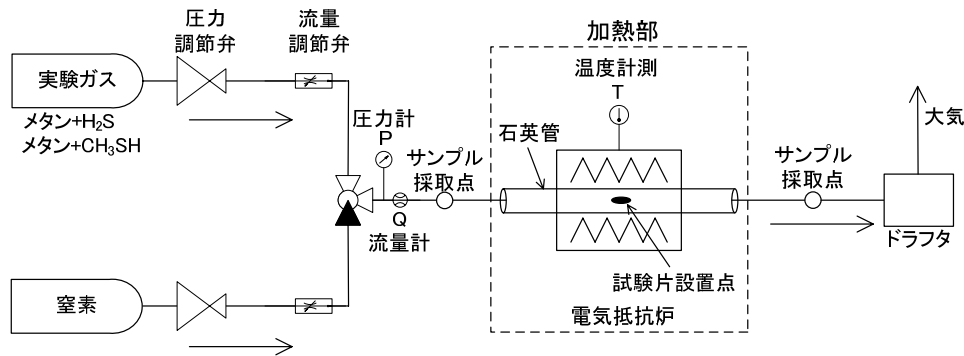 圧力
調節弁
流量
調節弁
実験ガス
メタン+H₂S
メタン+CH₃SH
圧力計
P
Q
流量計
サンプル
採取点
加熱部
温度計測
T
石英管
試験片設置点
電気抵抗炉
サンプル
採取点
大気
ドラフタ
窒素